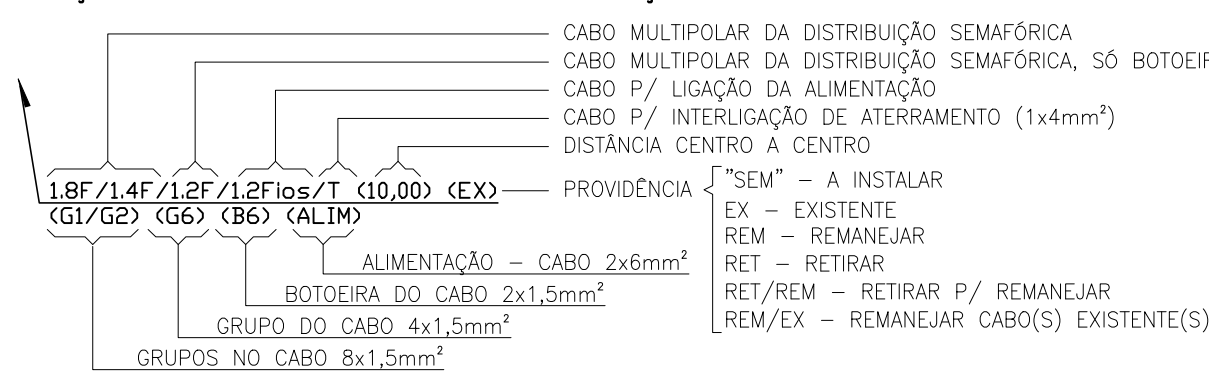 CABO MULTIPOLAR DA DISTRIBUIÇÃO SEMAFÓRICA
CABO MULTIPOLAR DA DISTRIBUIÇÃO SEMAFÓRICA, SÓ
CABO P/ LIGAÇÃO DA ALIMENTAÇÃO
CABO P/ INTERLIGAÇÃO DE ATERRAMENTO (1x4mm²)
DISTÂNCIA CENTRO A CENTRO
1.8F/1.4F/1.2F/1.2Fios/T (10,00) (EX)
PROVIDÊNCIA
(G1/G2) (G6) (B6) (ALIM)
"SEM" – A INSTALAR
EX – EXISTENTE
REM – REMANEJAR
RET – RETIRAR
RET/REM – RETIRAR P/ REMANEJAR
REM/EX – REMANEJAR CABO(S) EXISTENTE(S)
ALIMENTAÇÃO – CABO 2x6mm²
BOTOEIRA DO CABO 2x1,5mm²
GRUPO DO CABO 4x1,5mm²
GRUPOS NO CABO 8x1,5mm²